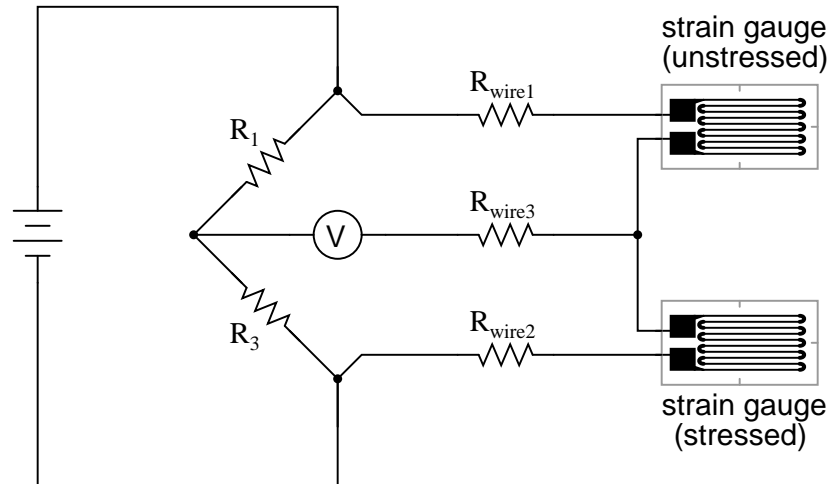 strain gauge
(unstressed)
Rwire1
R1
Rwire3
V
R3
Rwire2
strain gauge
(stressed)